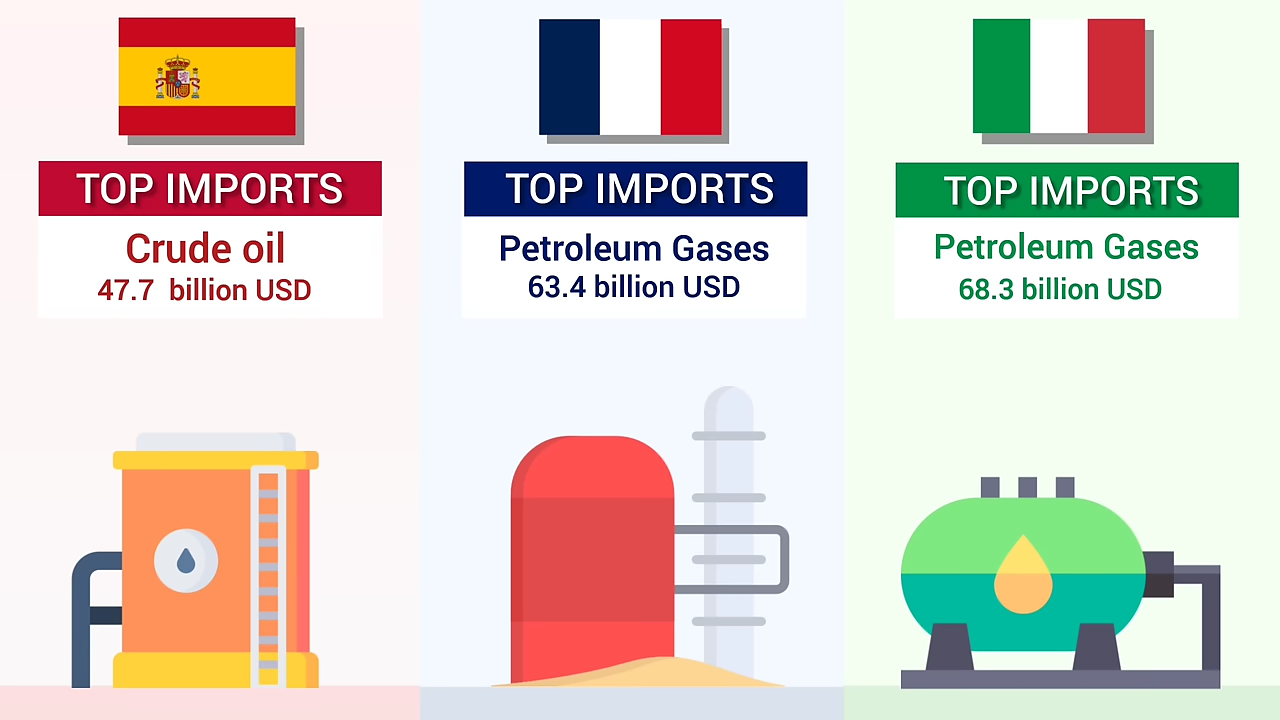 TOP IMPORTS
Crude oil
47.7  billion USD
TOP IMPORTS
Petroleum Gases
63.4 billion USD
TOP IMPORTS
Petroleum Gases
68.3 billion USD